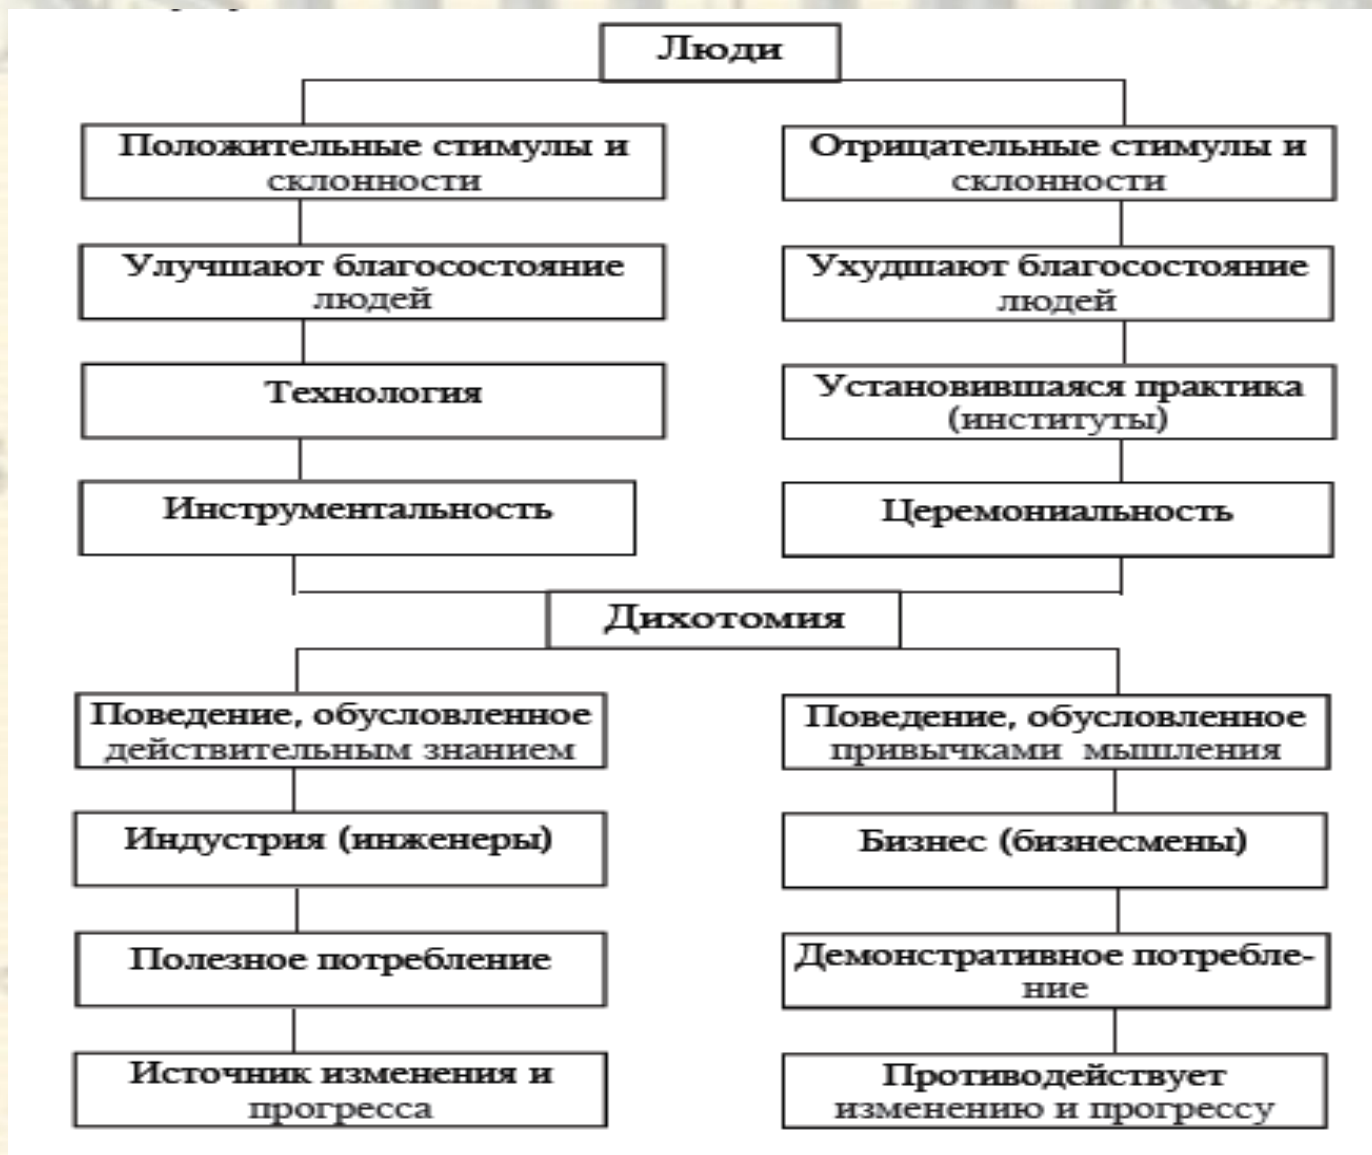 Люди
Положительные стимулы и
склонности
Отрицательные стимулы и
склонности
Улучшают благосостояние
людей
Ухудшают благосостояние
людей
Технология
Установившаяся практика
(институты)
Инструментальность
Церемониальность
Дихотомия
Поведение, обусловленное
действительным знанием
Поведение, обусловленное
привычками мышления
Индустрия (инженеры)
Бизнес (бизнесмены)
Полезное потребление
Демонстративное потребле-
ние
Источник изменения и
прогресса
Противодействует
изменению и прогрессу